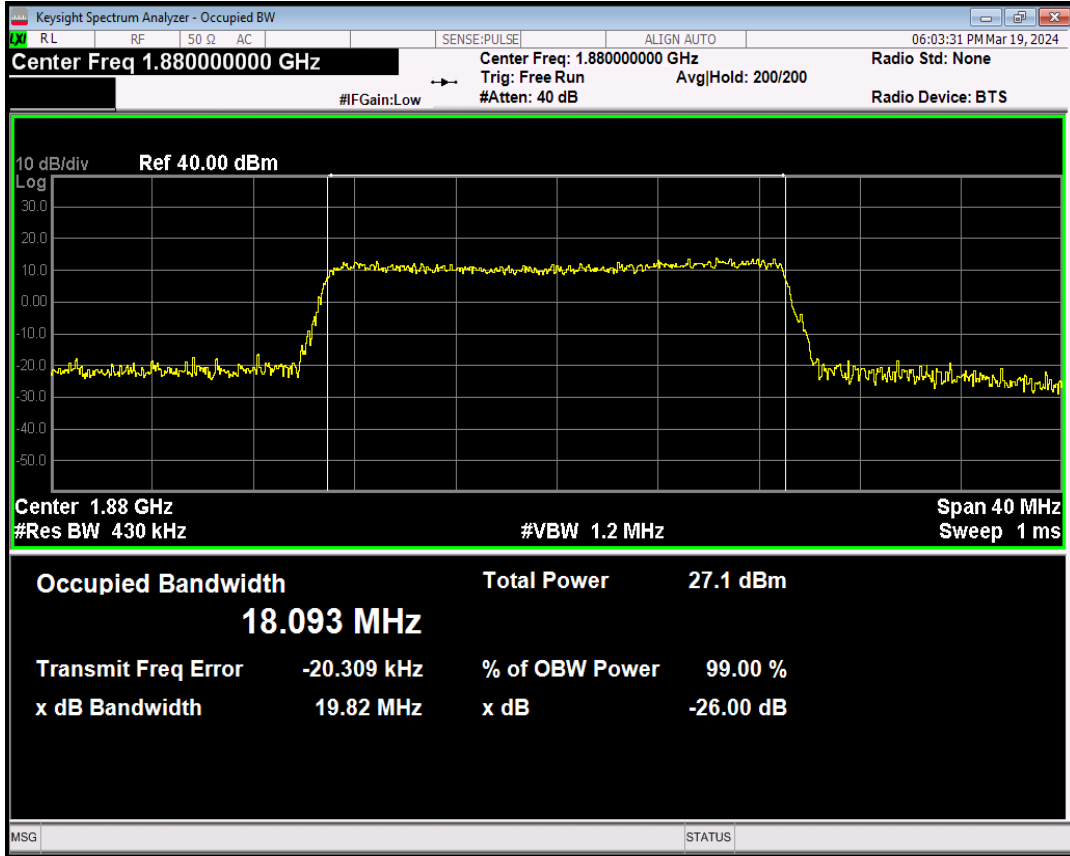 Keysight Spectrum Analyzer - Occupied BW
LXI RL RF 50 Ω AC SENSE:PULSE ALIGN AUTO 06:03:31 PM Mar 19, 2024
Center Freq 1.880000000 GHz
Center Freq: 1.880000000 GHz Radio Std: None
Trig: Free Run Avg|Hold: 200/200
#IFGain:Low #Atten: 40 dB Radio Device: BTS
10 dB/div Ref 40.00 dBm
Log
30.0
20.0
10.0
0.00
-10.0
-20.0
-30.0
-40.0
-50.0
Center 1.88 GHz Span 40 MHz
#Res BW 430 kHz #VBW 1.2 MHz Sweep 1 ms
Occupied Bandwidth Total Power 27.1 dBm
18.093 MHz
Transmit Freq Error -20.309 kHz % of OBW Power 99.00 %
x dB Bandwidth 19.82 MHz x dB -26.00 dB
MSG STATUS